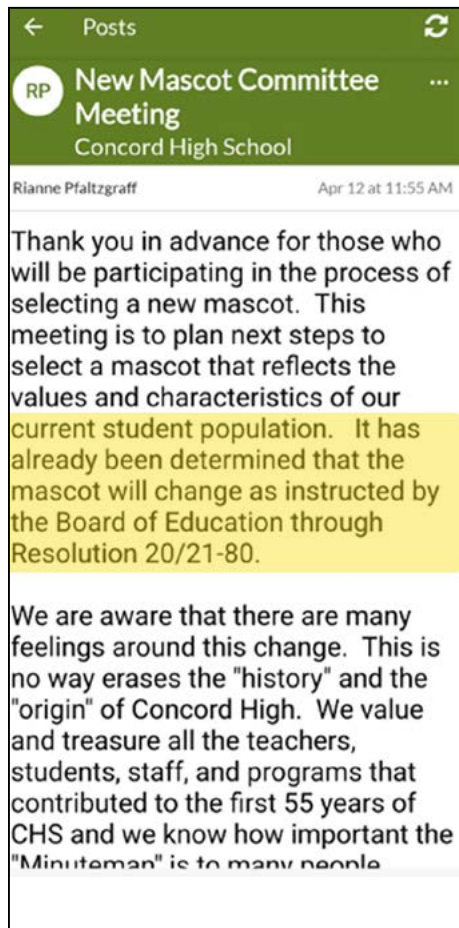 Posts
RP
New Mascot Committee
Meeting
Concord High School
Rianne Pfaltzgraff Apr 12 at 11:55 AM
Thank you in advance for those who
will be participating in the process of
selecting a new mascot.  This
meeting is to plan next steps to
select a mascot that reflects the
values and characteristics of our
current student population.   It has
already been determined that the
mascot will change as instructed by
the Board of Education through
Resolution 20/21-80.
We are aware that there are many
feelings around this change.  This is
no way erases the "history" and the
"origin" of Concord High.  We value
and treasure all the teachers,
students, staff, and programs that
contributed to the first 55 years of
CHS and we know how important the
"Minuteman" is to many people